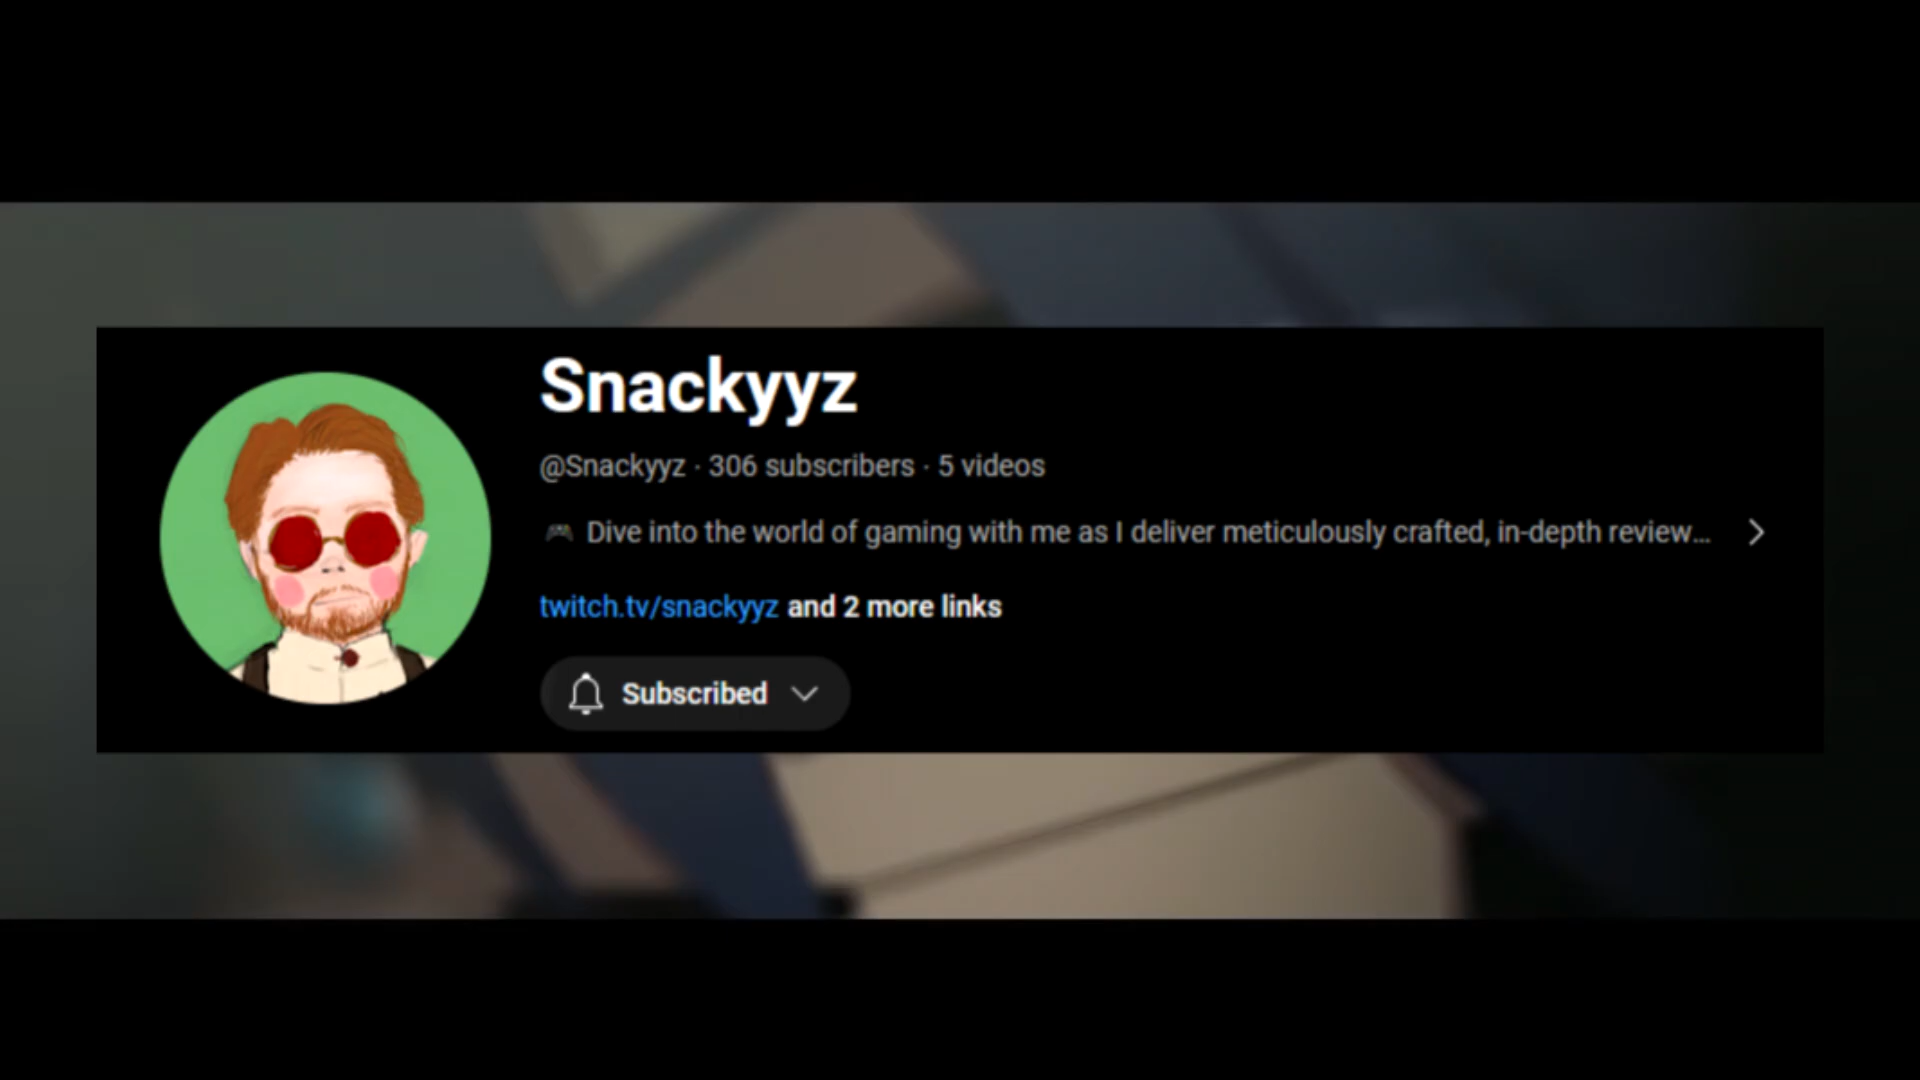 Snackyyz
@Snackyyz · 306 subscribers · 5 videos
🎮 Dive into the world of gaming with me as I deliver meticulously crafted, in-depth review...
twitch.tv/snackyyz and 2 more links
Subscribed